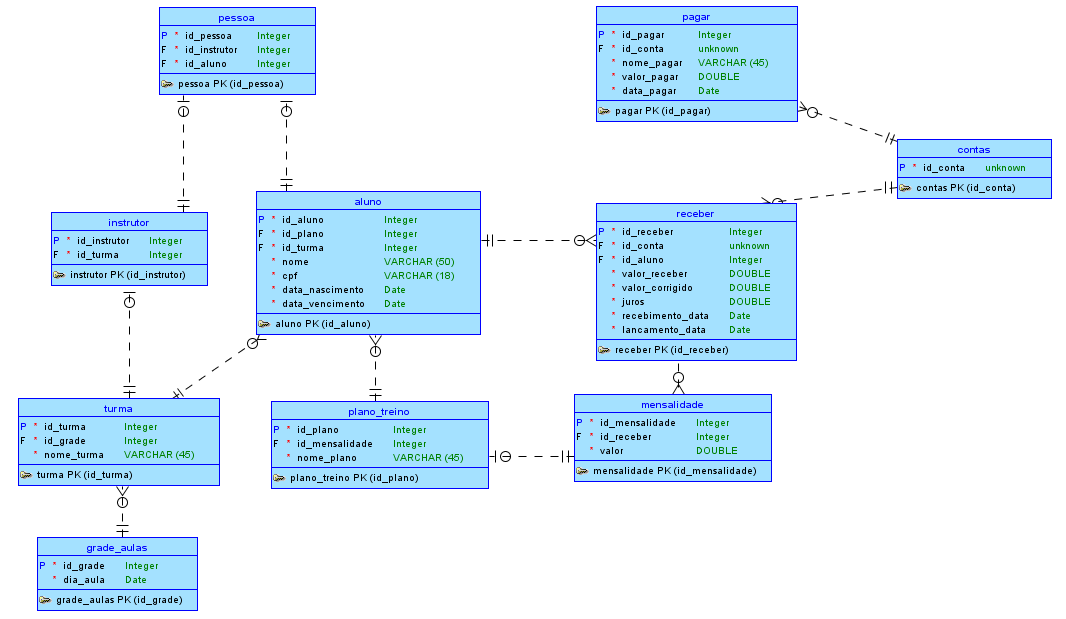 pessoa
P * id_pessoa Integer
F * id_instrutor Integer
F * id_aluno Integer
pessoa PK (id_pessoa)
pagar
P * id_pagar Integer
F * id_conta unknown
* nome_pagar VARCHAR (45)
* valor_pagar DOUBLE
* data_pagar Date
pagar PK (id_pagar)
contas
P * id_conta unknown
contas PK (id_conta)
instrutor
P * id_instrutor Integer
F * id_turma Integer
instrutor PK (id_instrutor)
aluno
P * id_aluno Integer
F * id_plano Integer
F * id_turma Integer
* nome VARCHAR (50)
* cpf VARCHAR (18)
* data_nascimento Date
* data_vencimento Date
aluno PK (id_aluno)
receber
P * id_receber Integer
F * id_conta unknown
F * id_aluno Integer
* valor_receber DOUBLE
* valor_corrigido DOUBLE
* juros DOUBLE
* recebimento_data Date
* lancamento_data Date
receber PK (id_receber)
turma
P * id_turma Integer
F * id_grade Integer
* nome_turma VARCHAR (45)
turma PK (id_turma)
plano_treino
P * id_plano Integer
F * id_mensalidade Integer
* nome_plano VARCHAR (45)
plano_treino PK (id_plano)
mensalidade
P * id_mensalidade Integer
F * id_receber Integer
* valor DOUBLE
mensalidade PK (id_mensalidade)
grade_aulas
P * id_grade Integer
* dia_aula Date
grade_aulas PK (id_grade)